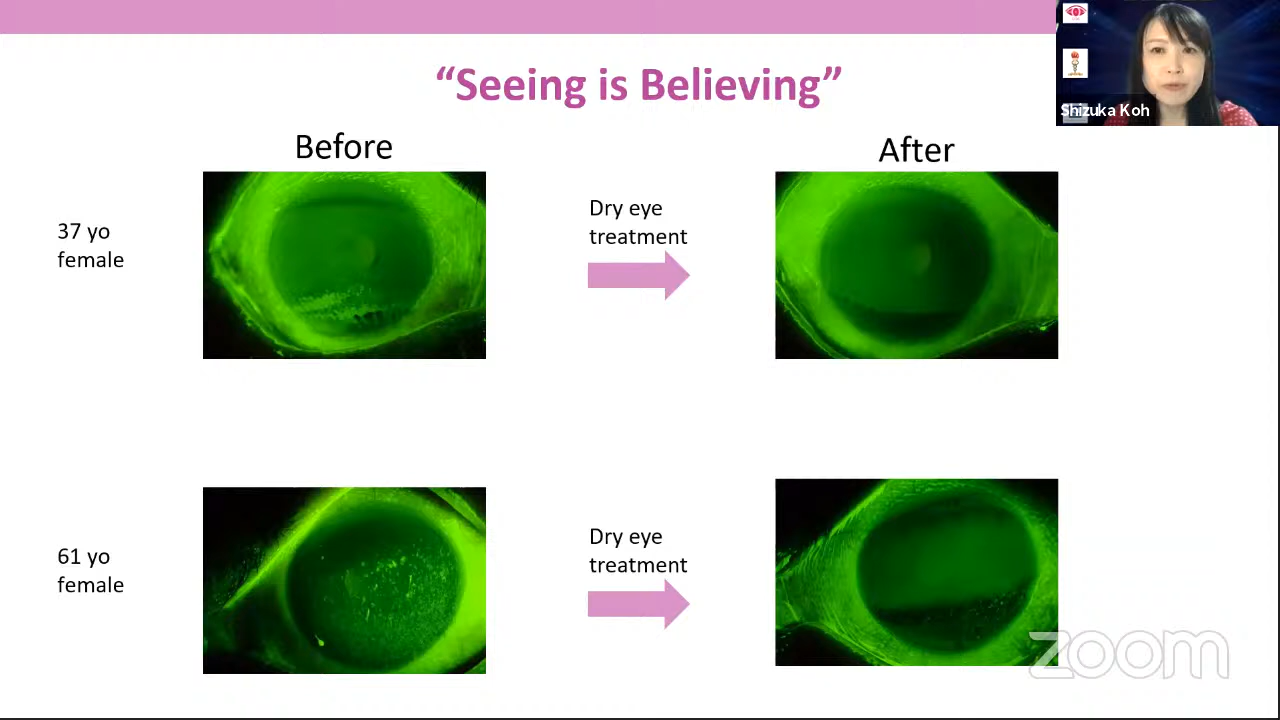 “Seeing is Believing”
Shizuka Koh
Before
After
37 yo
female
Dry eye
treatment
61 yo
female
Dry eye
treatment
zoom